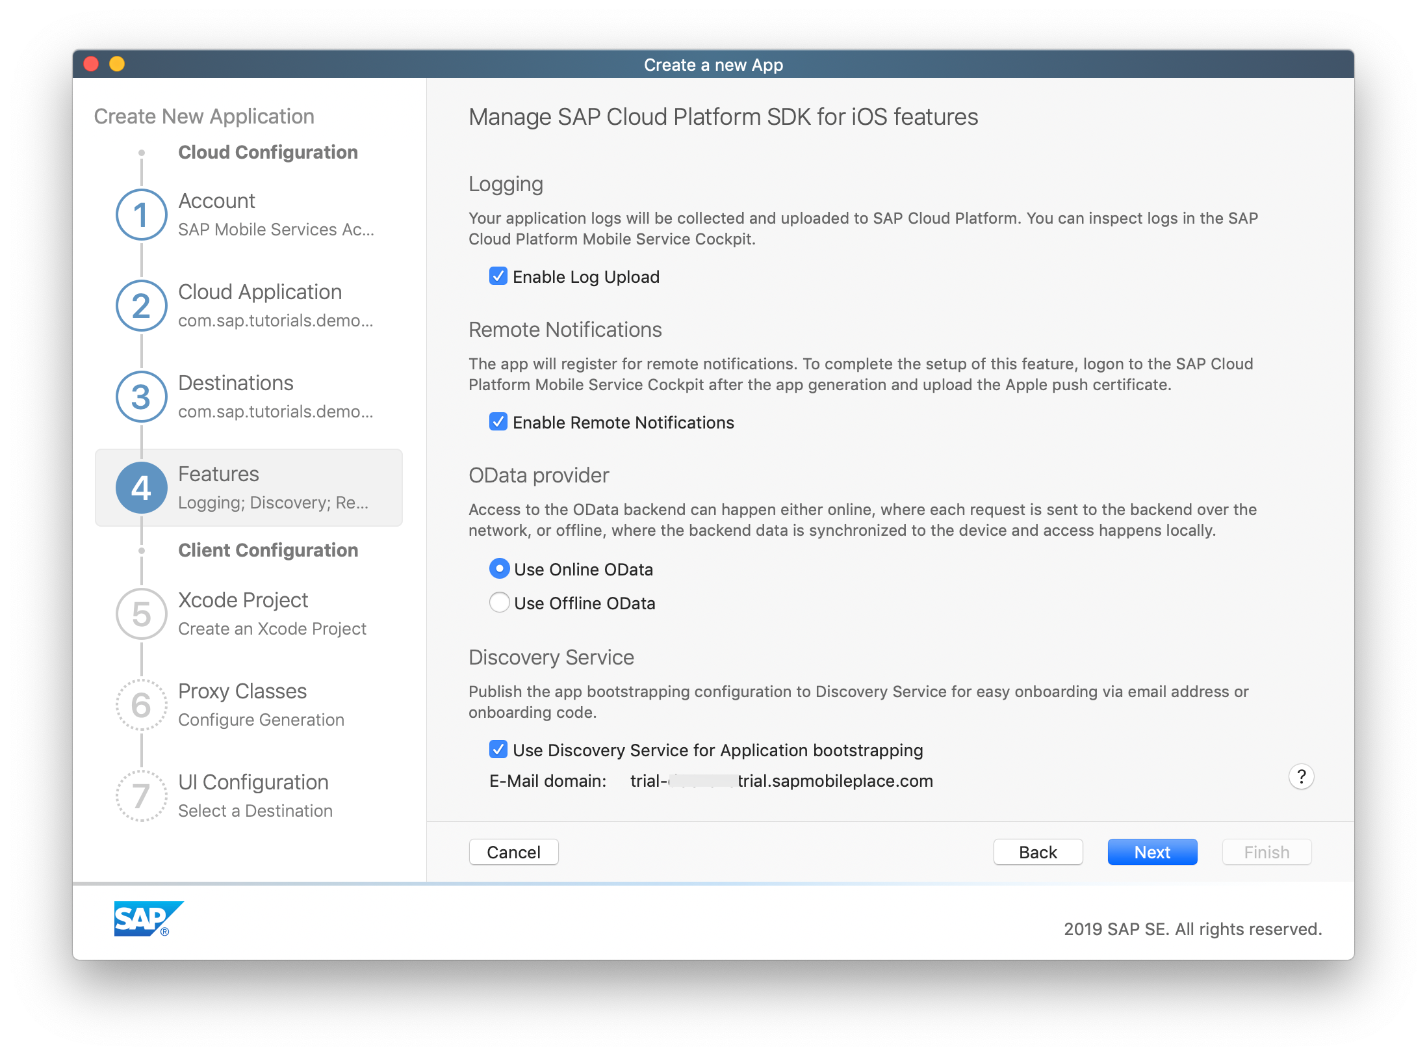 Create a new App
Create New Application
Cloud Configuration
1
Account
SAP Mobile Services Ac...
2
Cloud Application
com.sap.tutorials.demo...
3
Destinations
com.sap.tutorials.demo...
4
Features
Logging; Discovery; Re...
Client Configuration
5
Xcode Project
Create an Xcode Project
6
Proxy Classes
Configure Generation
7
UI Configuration
Select a Destination
Manage SAP Cloud Platform SDK for iOS features
Logging
Your application logs will be collected and uploaded to SAP Cloud Platform. You can inspect logs in the SAP
Cloud Platform Mobile Service Cockpit.
Enable Log Upload
Remote Notifications
The app will register for remote notifications. To complete the setup of this feature, logon to the SAP Cloud
Platform Mobile Service Cockpit after the app generation and upload the Apple push certificate.
Enable Remote Notifications
OData provider
Access to the OData backend can happen either online, where each request is sent to the backend over the
network, or offline, where the backend data is synchronized to the device and access happens locally.
Use Online OData
Use Offline OData
Discovery Service
Publish the app bootstrapping configuration to Discovery Service for easy onboarding via email address or
onboarding code.
Use Discovery Service for Application bootstrapping
E-Mail domain: trial- trial.sapmobileplace.com
?
Cancel
Back
Next
Finish
SAP®
2019 SAP SE. All rights reserved.